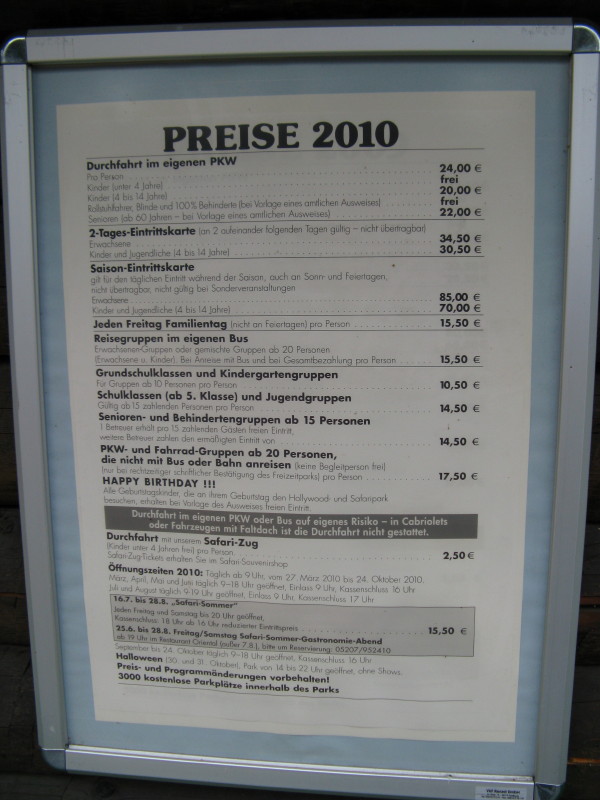 PREISE 2010
Durchfahrt im eigenen PKW
Pro Person 24,00 €
Kinder (unter 4 Jahre) frei
Kinder (4 bis 14 Jahre) 20,00 €
Rollstuhlfahrer, Blinde und 100% Behinderte (bei Vorlage eines amtlichen Ausweises) frei
Senioren (ab 60 Jahren – bei Vorlage eines amtlichen Ausweises) 22,00 €
2-Tages-Eintrittskarte (an 2 aufeinander folgenden Tagen gültig – nicht übertragbar)
Erwachsene 34,50 €
Kinder und Jugendliche (4 bis 14 Jahre) 30,50 €
Saison-Eintrittskarte
gilt für den täglichen Eintritt während der Saison, auch an Sonn- und Feiertagen,
nicht übertragbar, nicht gültig bei Sonderveranstaltungen
Erwachsene 85,00 €
Kinder und Jugendliche (4 bis 14 Jahre) 70,00 €
Jeden Freitag Familientag (nicht an Feiertagen) pro Person 15,50 €
Reisegruppen im eigenen Bus
Erwachsenen-Gruppen oder gemischte Gruppen ab 20 Personen
(Erwachsene u. Kinder). Bei Anreise mit Bus und bei Gesamtbezahlung pro Person 15,50 €
Grundschulklassen und Kindergartengruppen
Für Gruppen ab 10 Personen pro Person 10,50 €
Schulklassen (ab 5. Klasse) und Jugendgruppen
Gültig ab 15 zahlenden Personen pro Person 14,50 €
Senioren- und Behindertengruppen ab 15 Personen
1 Betreuer erhält pro 15 zahlenden Gästen freien Eintritt,
weitere Betreuer zahlen den ermäßigten Eintritt von 14,50 €
PKW- und Fahrrad-Gruppen ab 20 Personen,
die nicht mit Bus oder Bahn anreisen (keine Begleitperson frei)
(nur bei rechtzeitiger schriftlicher Bestätigung des Freizeitparks) pro Person 17,50 €
HAPPY BIRTHDAY !!!
Alle Geburtstagskinder, die an ihrem Geburtstag den Hollywood- und Safaripark
besuchen, erhalten bei Vorlage des Ausweises freien Eintritt.
Durchfahrt im eigenen PKW oder Bus auf eigenes Risiko – in Cabriolets
oder Fahrzeugen mit Faltdach ist die Durchfahrt nicht gestattet.
Durchfahrt mit unserem Safari-Zug
(Kinder unter 4 Jahren frei) pro Person 2,50 €
Safari-Zug-Tickets erhalten Sie im Safari-Souvenirshop
Öffnungszeiten 2010: Täglich ab 9 Uhr, vom 27. März 2010 bis 24. Oktober 2010.
März, April, Mai und Juni täglich 9–18 Uhr geöffnet, Einlass 9 Uhr, Kassenschluss 16 Uhr
Juli und August täglich 9-19 Uhr geöffnet, Einlass 9 Uhr, Kassenschluss 17 Uhr
16.7. bis 28.8. „Safari-Sommer"
Jeden Freitag und Samstag bis 20 Uhr geöffnet,
Kassenschluss: 18 Uhr ab 16 Uhr reduzierter Eintrittspreis 15,50 €
25.6. bis 28.8. Freitag/Samstag Safari-Sommer-Gastronomie-Abend
ab 19 Uhr im Restaurant Oriental (außer 7.8.), bitte um Reservierung: 05207/952410
September bis 24. Oktober täglich 9–18 Uhr geöffnet, Kassenschluss 16 Uhr
Halloween (30. und 31. Oktober), Park von 14 bis 22 Uhr geöffnet, ohne Shows.
Preis- und Programmänderungen vorbehalten!
3000 kostenlose Parkplätze innerhalb des Parks